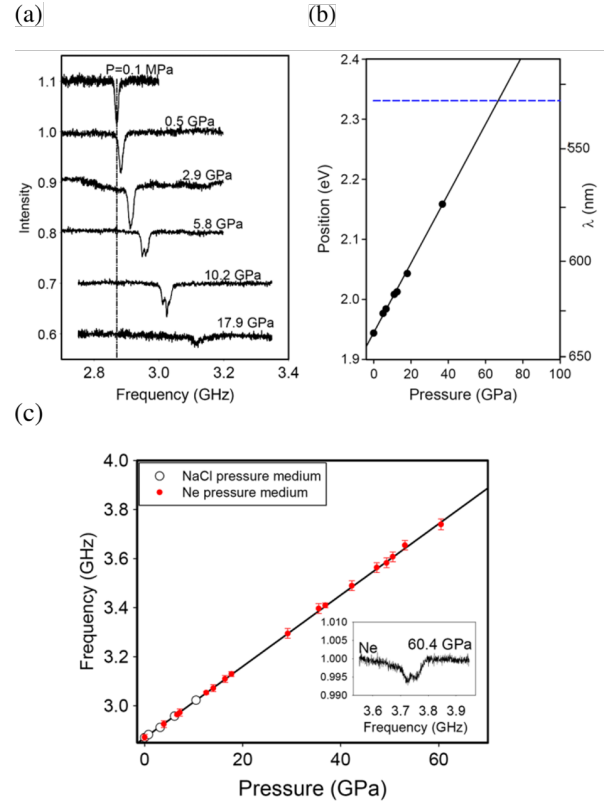 (a)
(b)
P=0.1 MPa
0.5 GPa
2.9 GPa
5.8 GPa
10.2 GPa
17.9 GPa
1.1
1.0
0.9
0.8
0.7
0.6
Intensity
2.8 3.0 3.2 3.4
Frequency (GHz)
2.4
2.3
2.2
2.1
2.0
1.9
Position (eV)
550
600
650
λ (nm)
0 20 40 60 80 100
Pressure (GPa)
(c)
NaCl pressure medium
Ne pressure medium
4.0
3.8
3.6
3.4
3.2
3.0
Frequency (GHz)
1.010
1.005
1.000
0.995
0.990
Ne 60.4 GPa
3.6 3.7 3.8 3.9
Frequency (GHz)
0 20 40 60
Pressure (GPa)